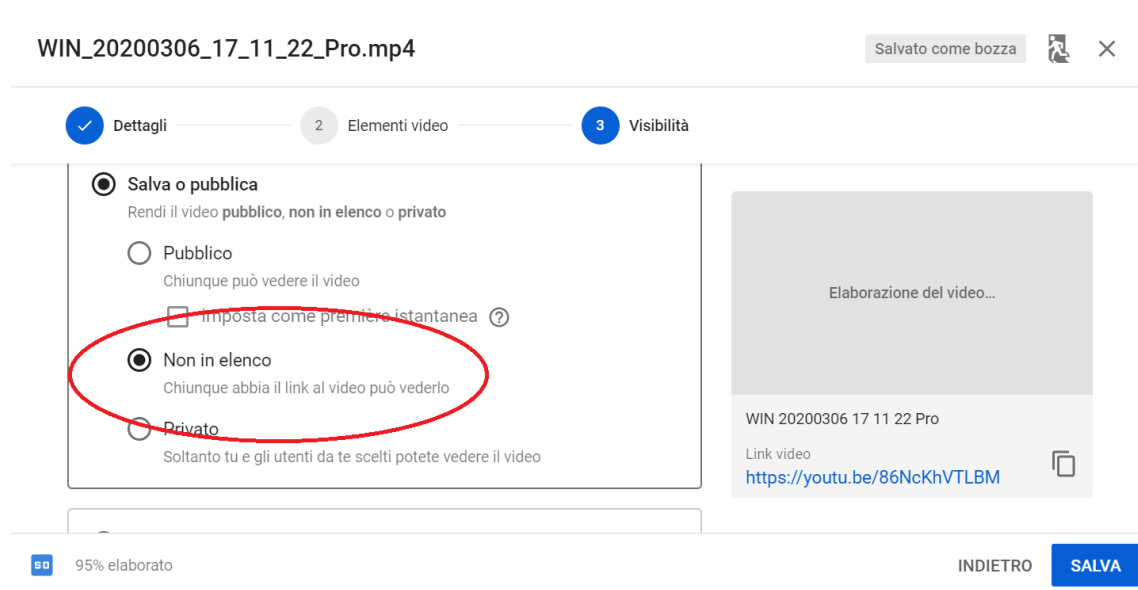 WIN_20200306_17_11_22_Pro.mp4
Salvato come bozza
Dettagli
2 Elementi video
3 Visibilità
Salva o pubblica
Rendi il video pubblico, non in elenco o privato
Pubblico
Chiunque può vedere il video
Imposta come première istantanea ?
Non in elenco
Chiunque abbia il link al video può vederlo
Privato
Soltanto tu e gli utenti da te scelti potete vedere il video
Elaborazione del video...
WIN 20200306 17 11 22 Pro
Link video
https://youtu.be/86NcKhVTLBM
SD 95% elaborato
INDIETRO
SALVA